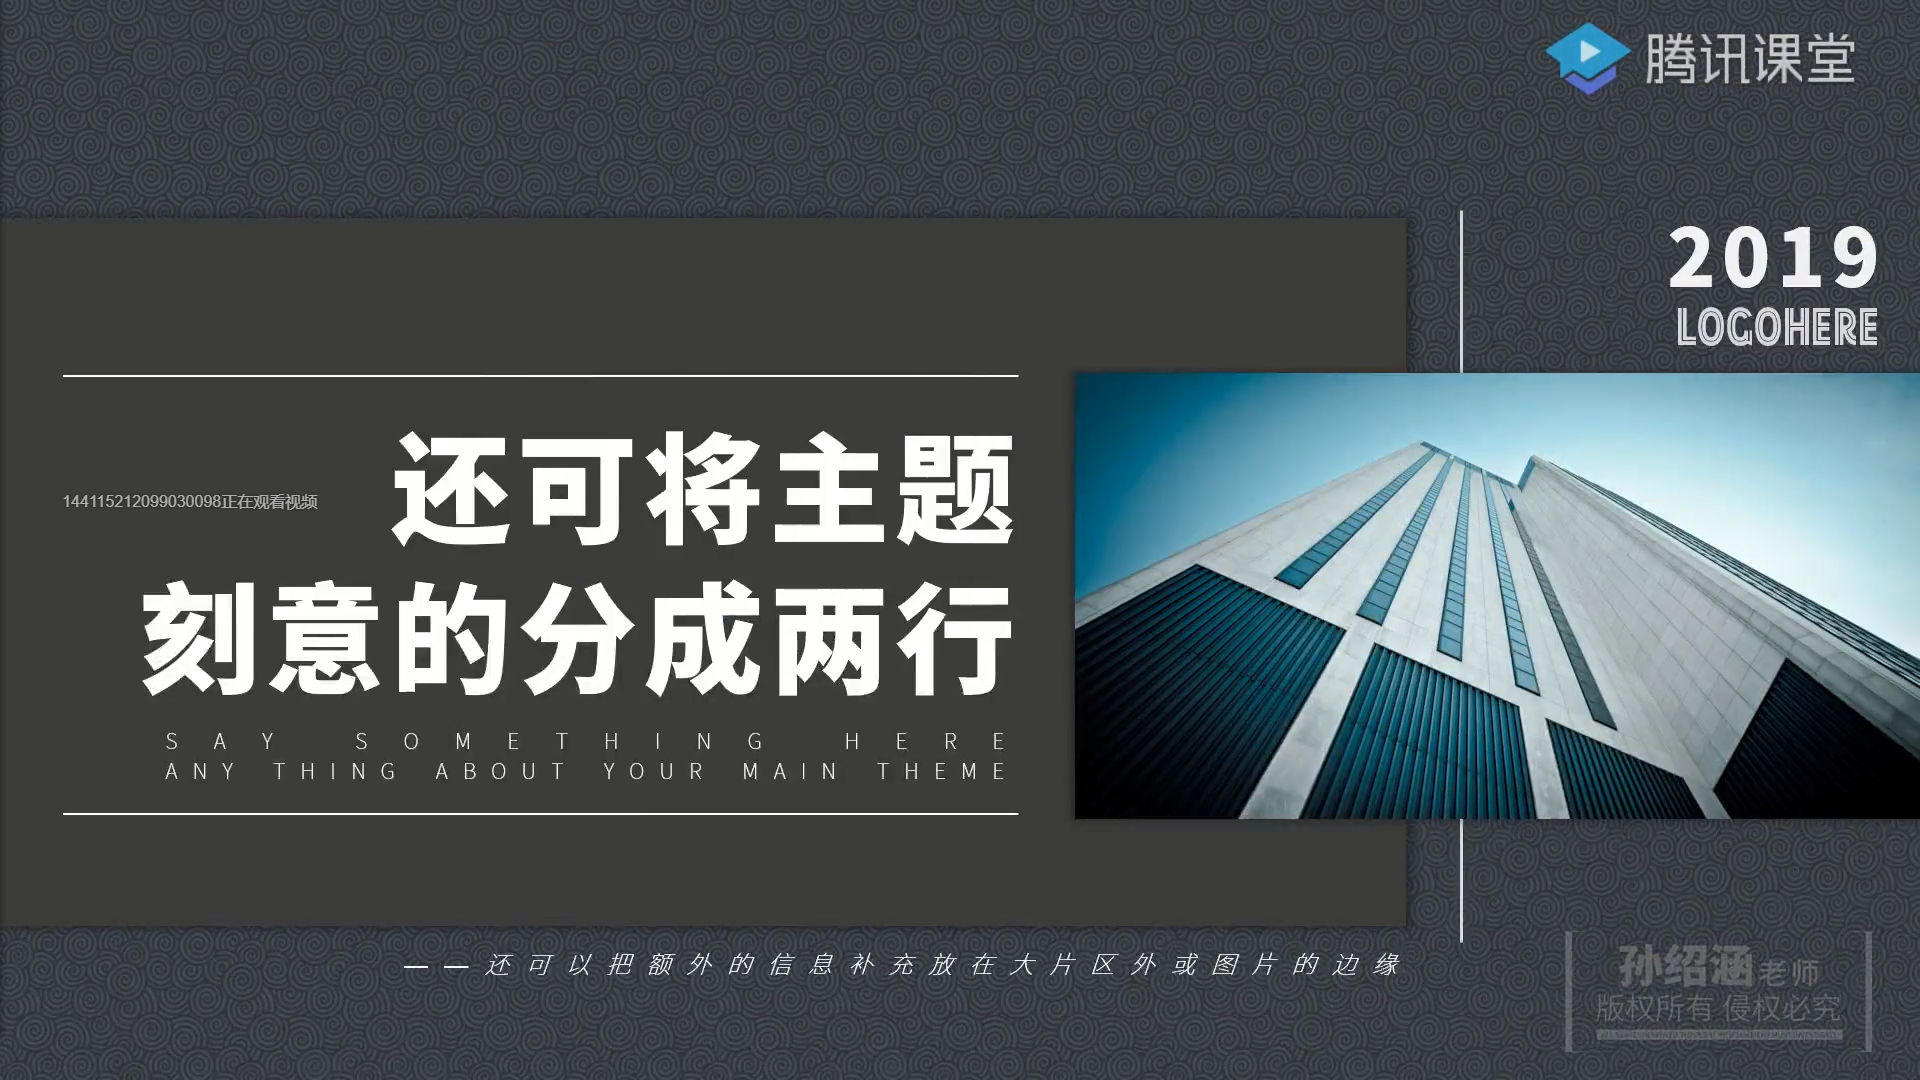 腾讯课堂
2019
LOGOHERE
还可将主题
144115212099030098正在观看视频
刻意的分成两行
SAY SOMETHING HERE
ANY THING ABOUT YOUR MAIN THEME
——还可以把额外的信息补充放在大片区外或图片的边缘
孙绍涵老师
版权所有 侵权必究